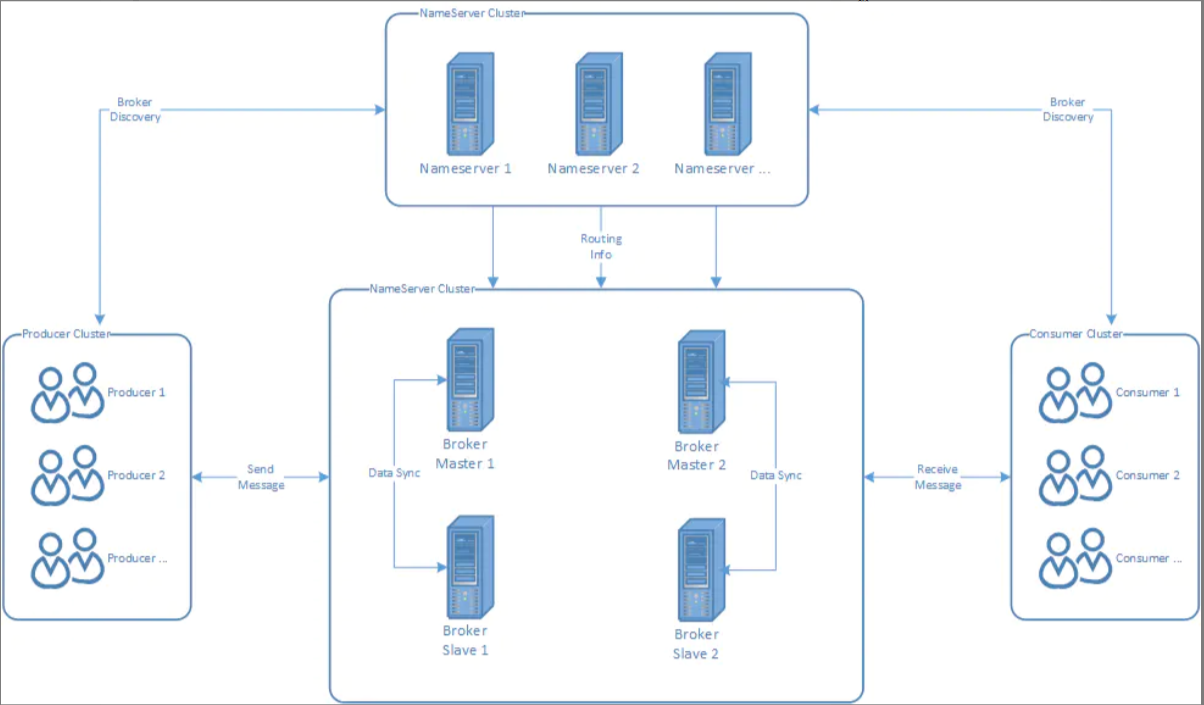 NameServer Cluster
Broker
Discovery
Broker
Discovery
Nameserver 1
Nameserver 2
Nameserver ...
Routing
Info
NameServer Cluster
Producer Cluster
Producer 1
Producer 2
Producer ...
Send
Message
Broker
Master 1
Data Sync
Broker
Slave 1
Broker
Master 2
Data Sync
Broker
Slave 2
Receive
Message
Consumer Cluster
Consumer 1
Consumer 2
Consumer ...